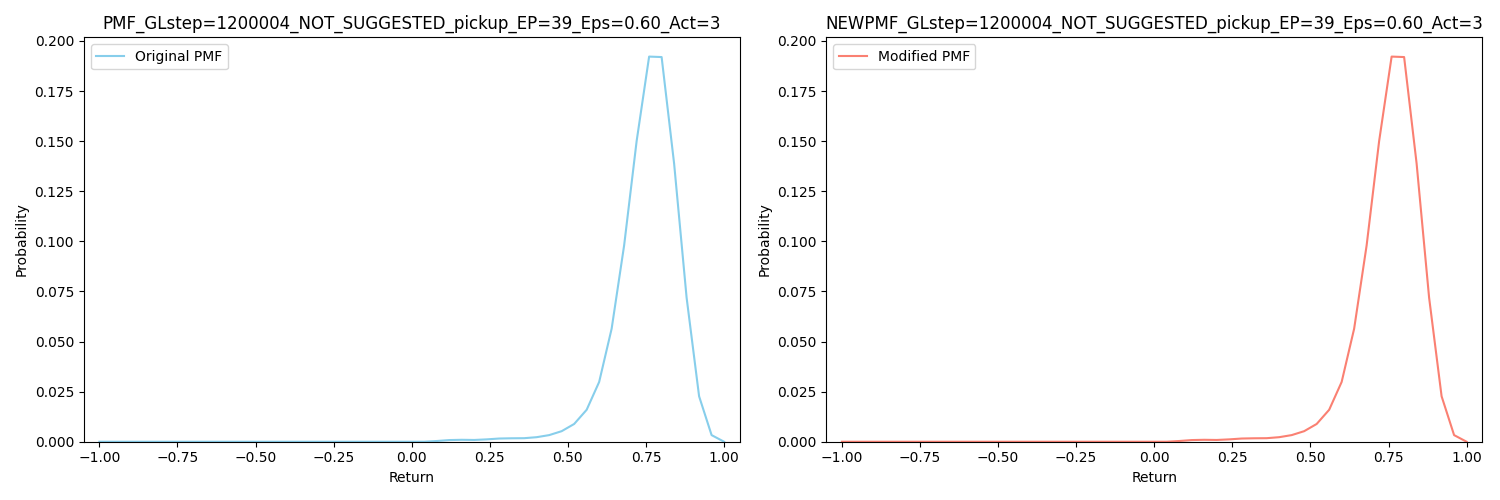 PMF_GLstep=1200004_NOT_SUGGESTED_pickup_EP=39_Eps=0.60_Act=3
Original PMF
Probability
0.200
0.175
0.150
0.125
0.100
0.075
0.050
0.025
0.000
−1.00 −0.75 −0.50 −0.25 0.00 0.25 0.50 0.75 1.00
Return
NEWPMF_GLstep=1200004_NOT_SUGGESTED_pickup_EP=39_Eps=0.60_Act=3
Modified PMF
Probability
0.200
0.175
0.150
0.125
0.100
0.075
0.050
0.025
0.000
−1.00 −0.75 −0.50 −0.25 0.00 0.25 0.50 0.75 1.00
Return